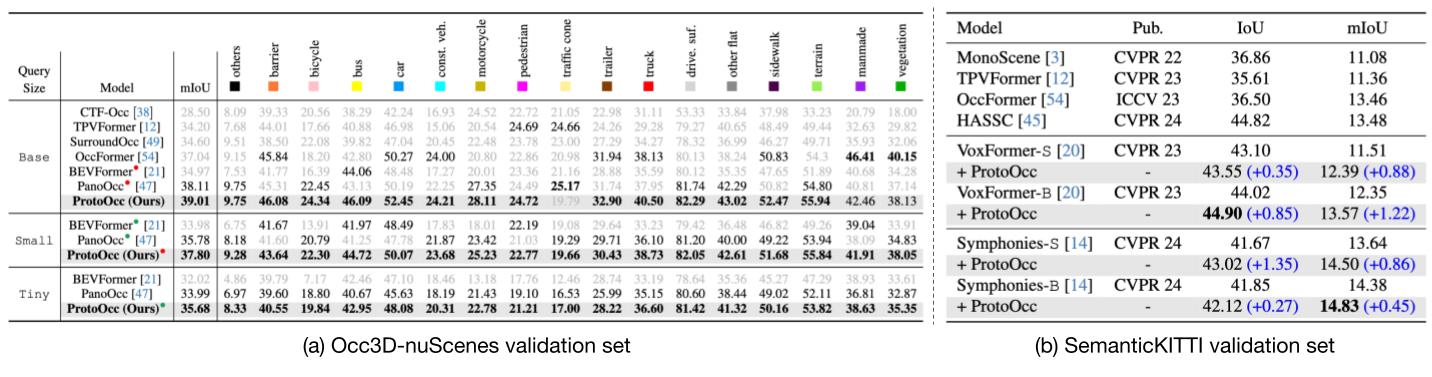 Query Size Model mIoU others barrier bicycle bus car const. veh. motorcycle pedestrian traffic cone trailer truck drive. suf. other flat sidewalk terrain manmade vegetation
Base
CTF-Occ [38] 28.50 8.09 39.33 20.56 38.29 42.24 16.93 24.52 22.72 21.05 22.98 31.11 53.33 33.84 37.98 33.23 20.79 18.00
TPVFormer [12] 34.20 7.68 44.01 17.66 40.88 46.98 15.06 20.54 24.69 24.66 24.26 29.28 79.27 40.65 48.49 49.44 32.63 29.82
SurroundOcc [49] 34.60 9.51 38.50 22.08 39.82 47.04 20.45 22.48 23.78 23.00 27.29 34.27 78.32 36.99 46.27 49.71 35.93 32.06
OccFormer [54] 37.04 9.15 45.84 18.20 42.80 50.27 24.00 20.80 22.86 20.98 31.94 38.13 80.13 38.24 50.83 54.3 46.41 40.15
BEVFormer• [21] 34.97 7.53 41.77 16.39 44.06 48.48 17.27 20.01 23.36 21.16 28.88 35.59 80.12 35.35 47.65 51.89 40.68 34.28
PanoOcc• [47] 38.11 9.75 45.31 22.45 43.13 50.19 22.25 27.35 24.49 25.17 31.74 37.95 81.74 42.29 50.82 54.80 40.81 37.14
ProtoOcc (Ours) 39.01 9.75 46.08 24.34 46.09 52.45 24.21 28.11 24.72 19.79 32.90 40.50 82.29 43.02 52.47 55.94 42.46 38.13
Small
BEVFormer• [21] 33.98 6.75 41.67 13.91 41.97 48.49 17.83 18.01 22.19 19.08 29.64 33.23 79.42 36.48 46.82 49.26 39.04 33.91
PanoOcc• [47] 35.78 8.18 41.60 20.79 41.25 47.78 21.87 23.42 21.03 19.29 29.71 36.10 81.20 40.00 49.22 53.94 38.09 34.83
ProtoOcc (Ours)• 37.80 9.28 43.64 22.30 44.72 50.07 23.68 25.23 22.77 19.66 30.43 38.73 82.05 42.61 51.68 55.84 41.91 38.05
Tiny
BEVFormer [21] 32.02 4.86 39.79 7.17 42.46 47.10 18.46 13.18 17.76 12.46 28.74 33.19 78.64 35.36 45.27 47.29 38.93 33.61
PanoOcc [47] 33.99 6.97 39.60 18.80 40.67 45.63 18.19 21.43 19.10 16.53 25.99 35.15 80.60 38.44 49.02 52.11 36.81 32.87
ProtoOcc (Ours)• 35.68 8.33 40.55 19.84 42.95 48.08 20.31 22.78 21.21 17.00 28.22 36.60 81.42 41.32 50.16 53.82 38.63 35.35
(a) Occ3D-nuScenes validation set
Model Pub. IoU mIoU
MonoScene [3] CVPR 22 36.86 11.08
TPVFormer [12] CVPR 23 35.61 11.36
OccFormer [54] ICCV 23 36.50 13.46
HASSC [45] CVPR 24 44.82 13.48
VoxFormer-S [20] CVPR 23 43.10 11.51
+ ProtoOcc - 43.55 (+0.35) 12.39 (+0.88)
VoxFormer-B [20] CVPR 23 44.02 12.35
+ ProtoOcc - 44.90 (+0.85) 13.57 (+1.22)
Symphonies-S [14] CVPR 24 41.67 13.64
+ ProtoOcc - 43.02 (+1.35) 14.50 (+0.86)
Symphonies-B [14] CVPR 24 41.85 14.38
+ ProtoOcc - 42.12 (+0.27) 14.83 (+0.45)
(b) SemanticKITTI validation set